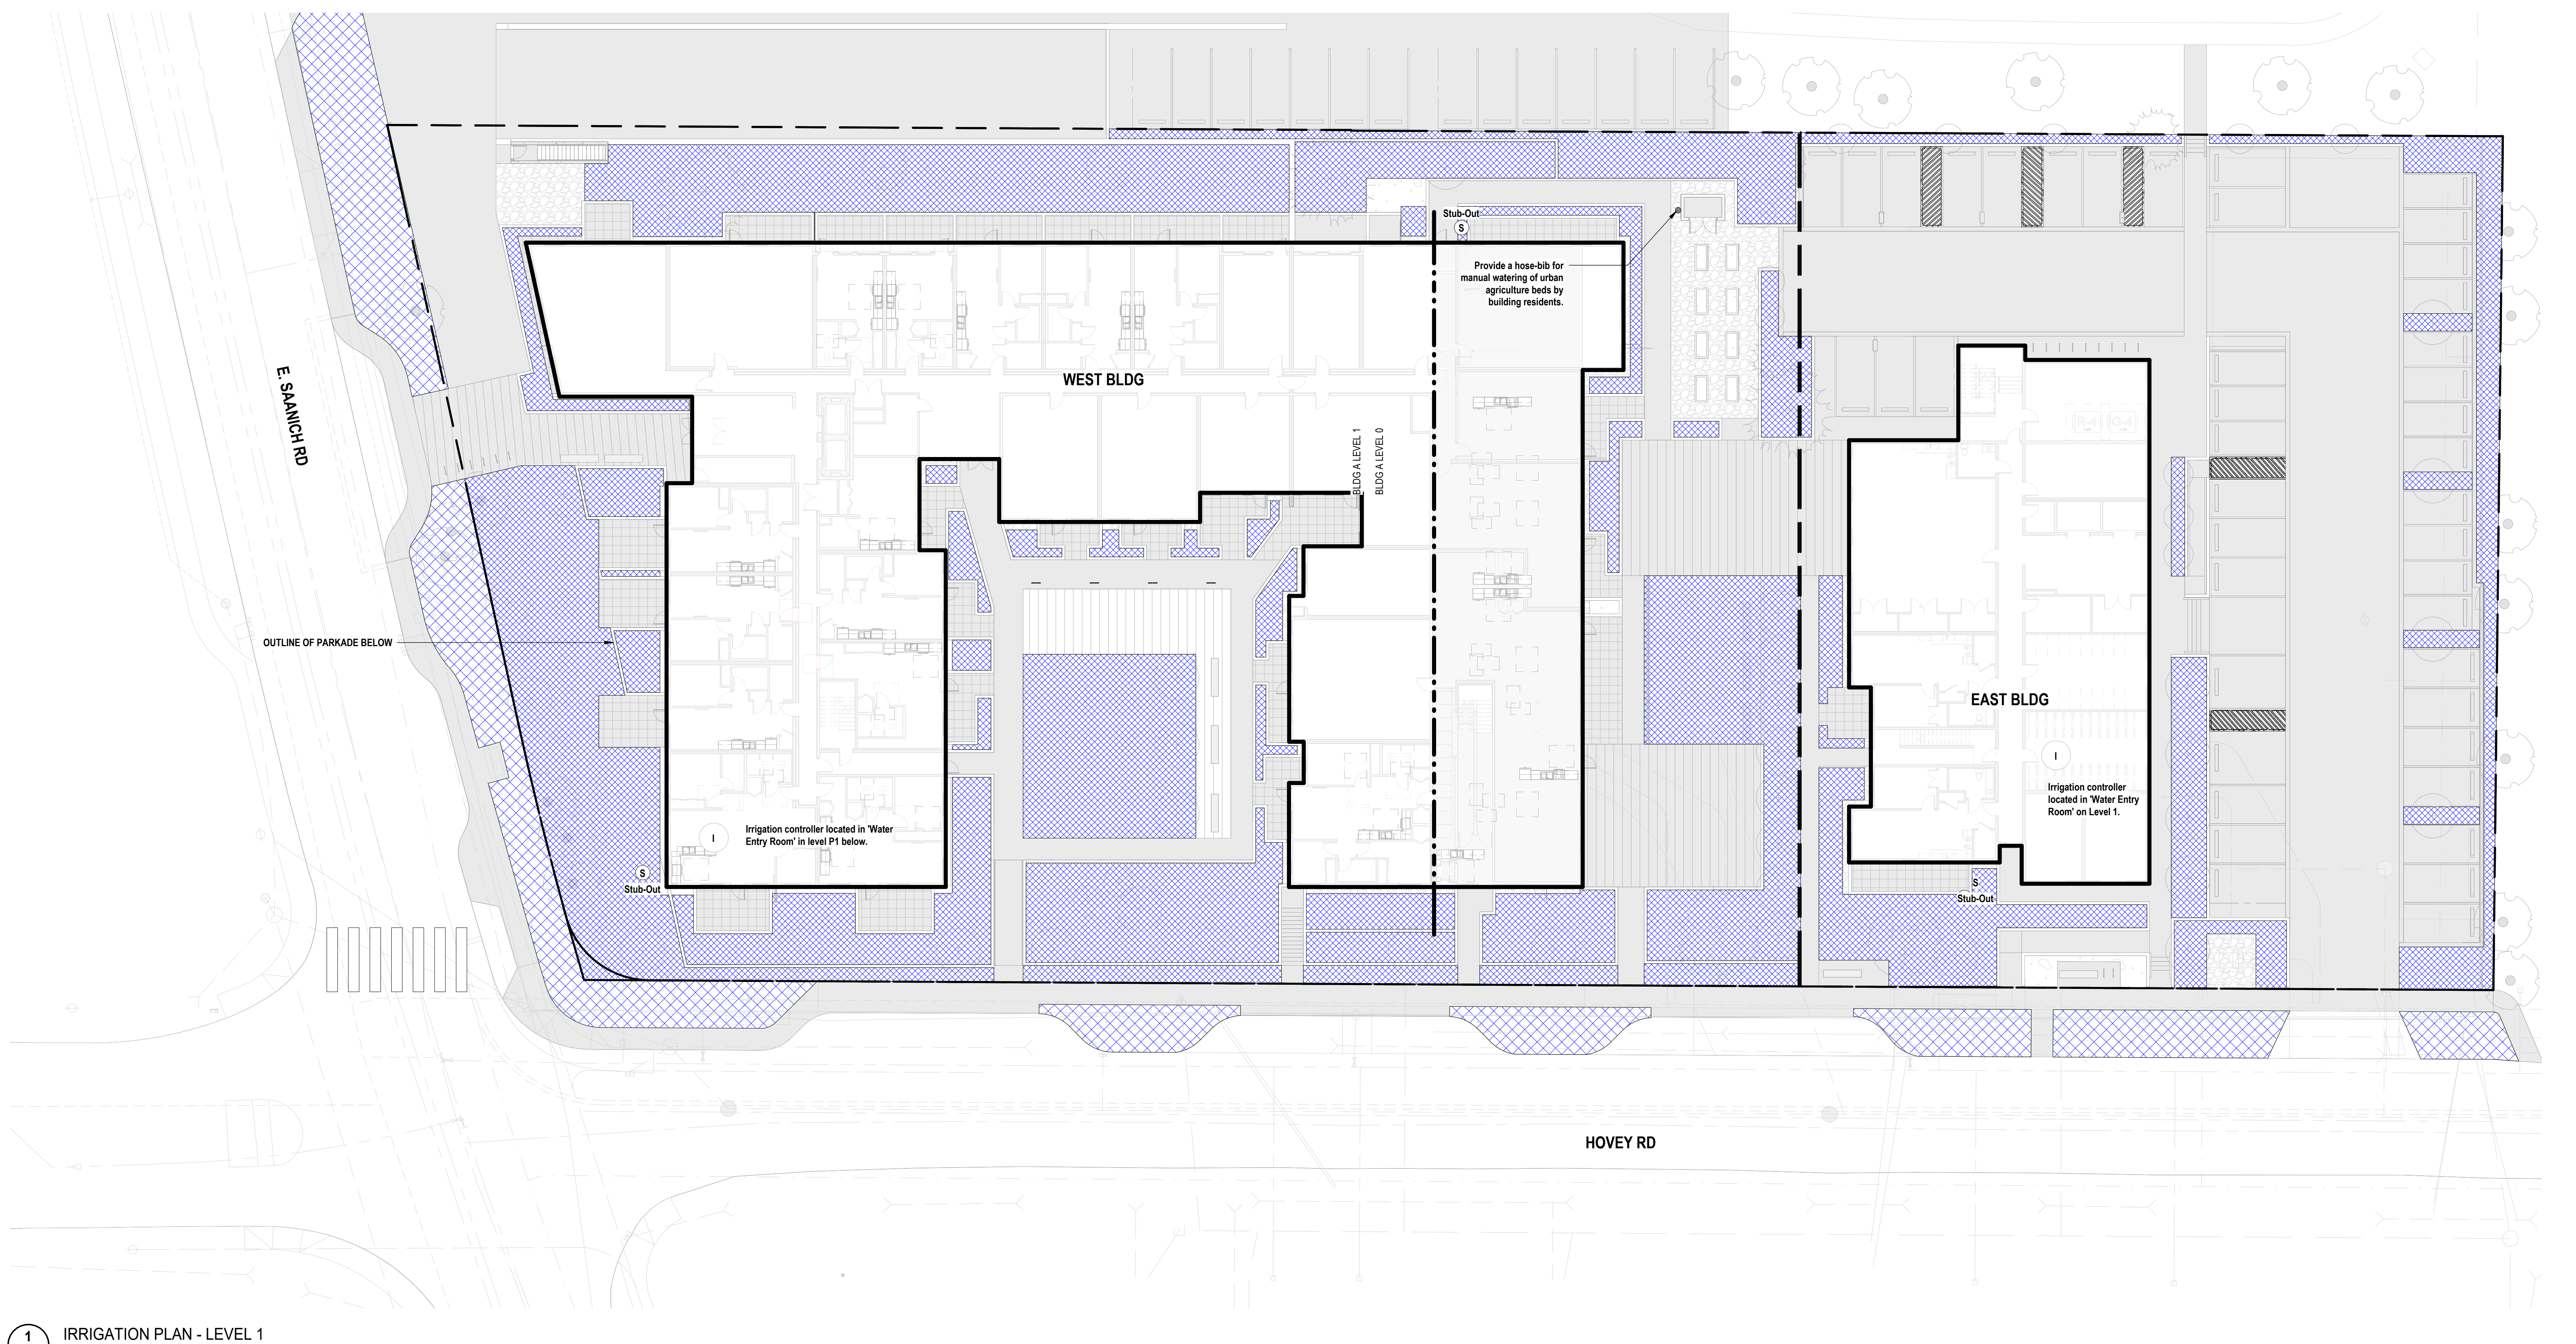 Stub-Out
S
Provide a hose-bib for
manual watering of urban
agriculture beds by
building residents.
E. SAANICH RD
WEST BLDG
BLDG A LEVEL 1
BLDG A LEVEL 0
OUTLINE OF PARKADE BELOW
EAST BLDG
I
Irrigation controller
located in 'Water Entry
Room' on Level 1.
I
Irrigation controller located in 'Water
Entry Room' in level P1 below.
S
Stub-Out
S
Stub-Out
HOVEY RD
1
IRRIGATION PLAN - LEVEL 1